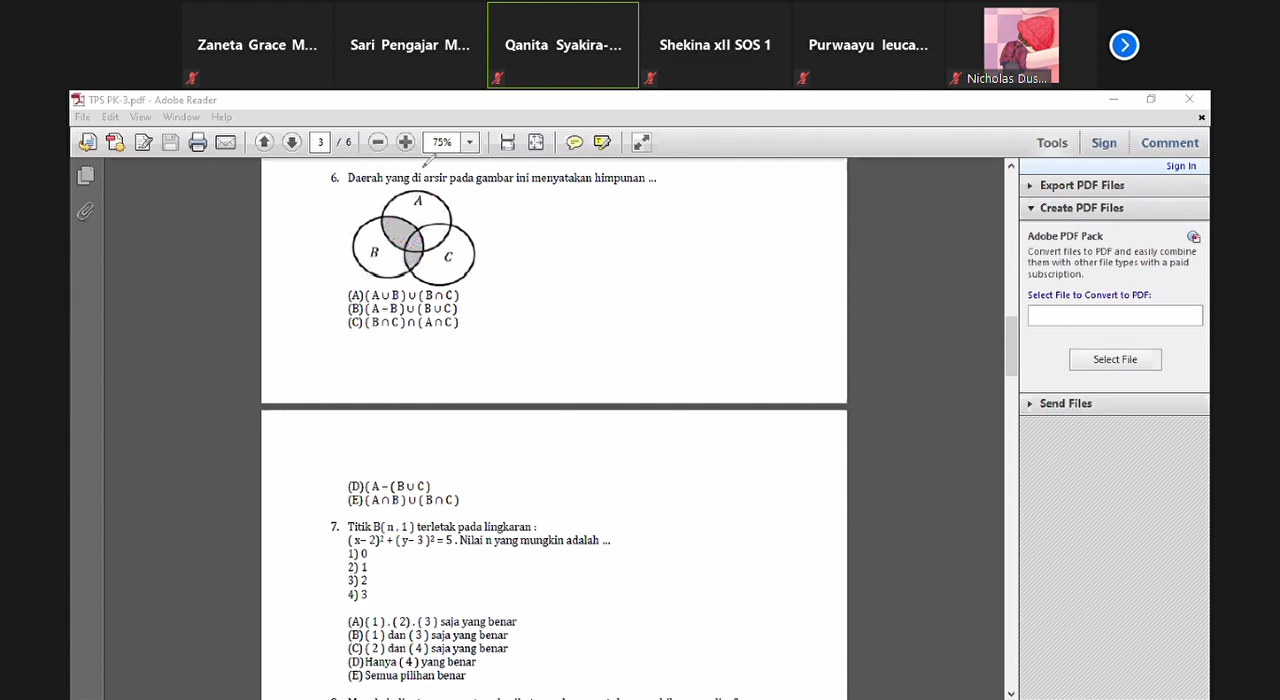 Zaneta Grace M...
Sari Pengajar M...
Qanita Syakira-...
Shekina xII SOS 1
Purwaayu leuca...
Nicholas Dus...
TPS PK-3.pdf - Adobe Reader
File Edit View Window Help
3 / 6 75% Tools Sign Comment
Sign In
Export PDF Files
Create PDF Files
Adobe PDF Pack
Convert files to PDF and easily combine
them with other file types with a paid
subscription.
Select File to Convert to PDF:
Select File
Send Files
6. Daerah yang di arsir pada gambar ini menyatakan himpunan ...
A
B
C
(A) ( A ∪ B ) ∪ ( B ∩ C )
(B) ( A – B ) ∪ ( B ∪ C )
(C) ( B ∩ C ) ∩ ( A ∩ C )
(D) ( A – ( B ∪ C )
(E) ( A ∩ B ) ∪ ( B ∩ C )
7. Titik B( n , 1 ) terletak pada lingkaran :
( x– 2)² + ( y– 3 )² = 5 . Nilai n yang mungkin adalah ...
1) 0
2) 1
3) 2
4) 3
(A) ( 1 ) , ( 2) , ( 3 ) saja yang benar
(B) ( 1 ) dan ( 3 ) saja yang benar
(C) ( 2 ) dan ( 4 ) saja yang benar
(D) Hanya ( 4 ) yang benar
(E) Semua pilihan benar